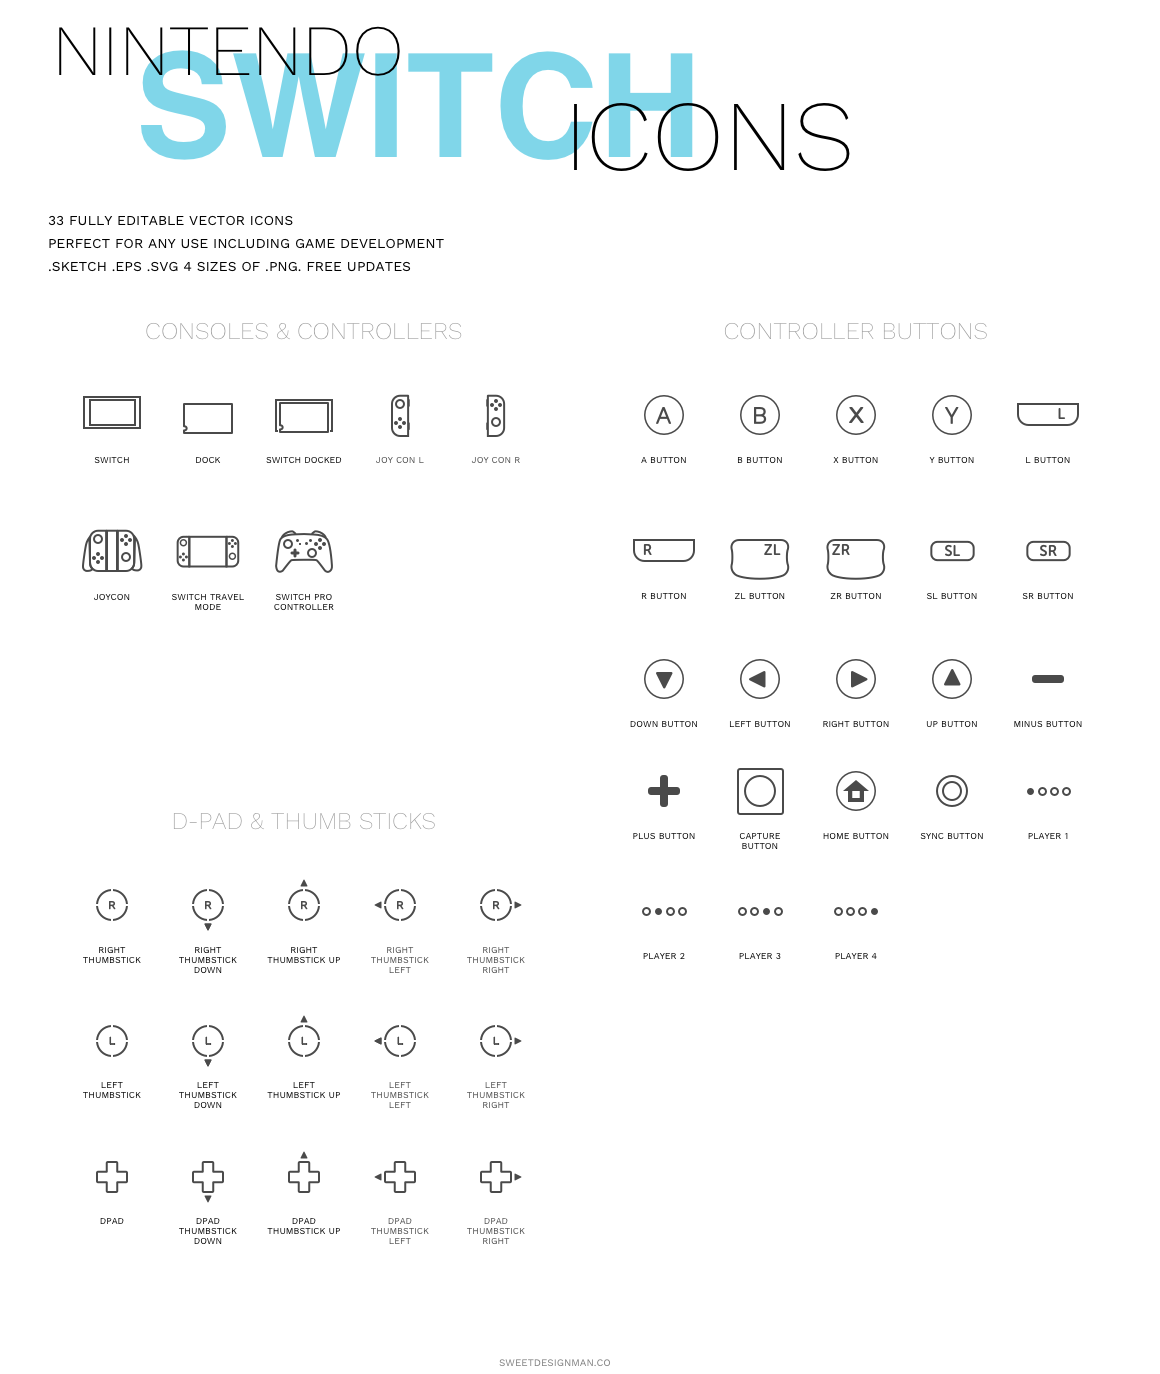 NINTENDO
SWITCH
ICONS
33 FULLY EDITABLE VECTOR ICONS
PERFECT FOR ANY USE INCLUDING GAME DEVELOPMENT
.SKETCH .EPS .SVG 4 SIZES OF .PNG. FREE UPDATES
CONSOLES & CONTROLLERS
SWITCH
DOCK
SWITCH DOCKED
JOY CON L
JOY CON R
JOYCON
SWITCH TRAVEL
MODE
SWITCH PRO
CONTROLLER
CONTROLLER BUTTONS
A
A BUTTON
B
B BUTTON
X
X BUTTON
Y
Y BUTTON
L
L BUTTON
R
R BUTTON
ZL
ZL BUTTON
ZR
ZR BUTTON
SL
SL BUTTON
SR
SR BUTTON
DOWN BUTTON
LEFT BUTTON
RIGHT BUTTON
UP BUTTON
MINUS BUTTON
PLUS BUTTON
CAPTURE
BUTTON
HOME BUTTON
SYNC BUTTON
PLAYER 1
PLAYER 2
PLAYER 3
PLAYER 4
D-PAD & THUMB STICKS
R
RIGHT
THUMBSTICK
R
RIGHT
THUMBSTICK
DOWN
R
RIGHT
THUMBSTICK UP
R
RIGHT
THUMBSTICK
LEFT
R
RIGHT
THUMBSTICK
RIGHT
L
LEFT
THUMBSTICK
L
LEFT
THUMBSTICK
DOWN
L
LEFT
THUMBSTICK UP
L
LEFT
THUMBSTICK
LEFT
L
LEFT
THUMBSTICK
RIGHT
DPAD
DPAD
THUMBSTICK
DOWN
DPAD
THUMBSTICK UP
DPAD
THUMBSTICK
LEFT
DPAD
THUMBSTICK
RIGHT
SWEETDESIGNMAN.CO